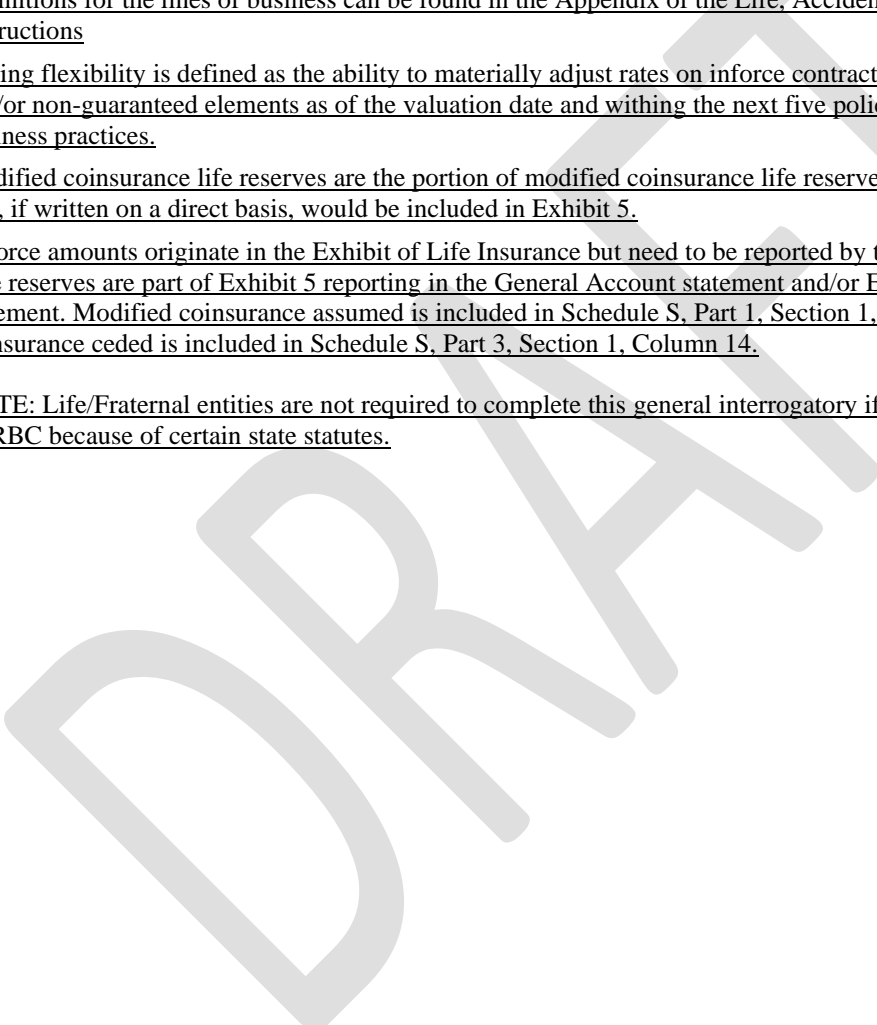 nitions for the lines of business can be found in the Appendix of the Life, Acciden
ructions
ing flexibility is defined as the ability to materially adjust rates on inforce contract
/or non-guaranteed elements as of the valuation date and withing the next five polic
iness practices.
dified coinsurance life reserves are the portion of modified coinsurance life reserve
, if written on a direct basis, would be included in Exhibit 5.
orce amounts originate in the Exhibit of Life Insurance but need to be reported by t
e reserves are part of Exhibit 5 reporting in the General Account statement and/or E
ement. Modified coinsurance assumed is included in Schedule S, Part 1, Section 1,
nsurance ceded is included in Schedule S, Part 3, Section 1, Column 14.
TE: Life/Fraternal entities are not required to complete this general interrogatory if
RBC because of certain state statutes.
DRAFT